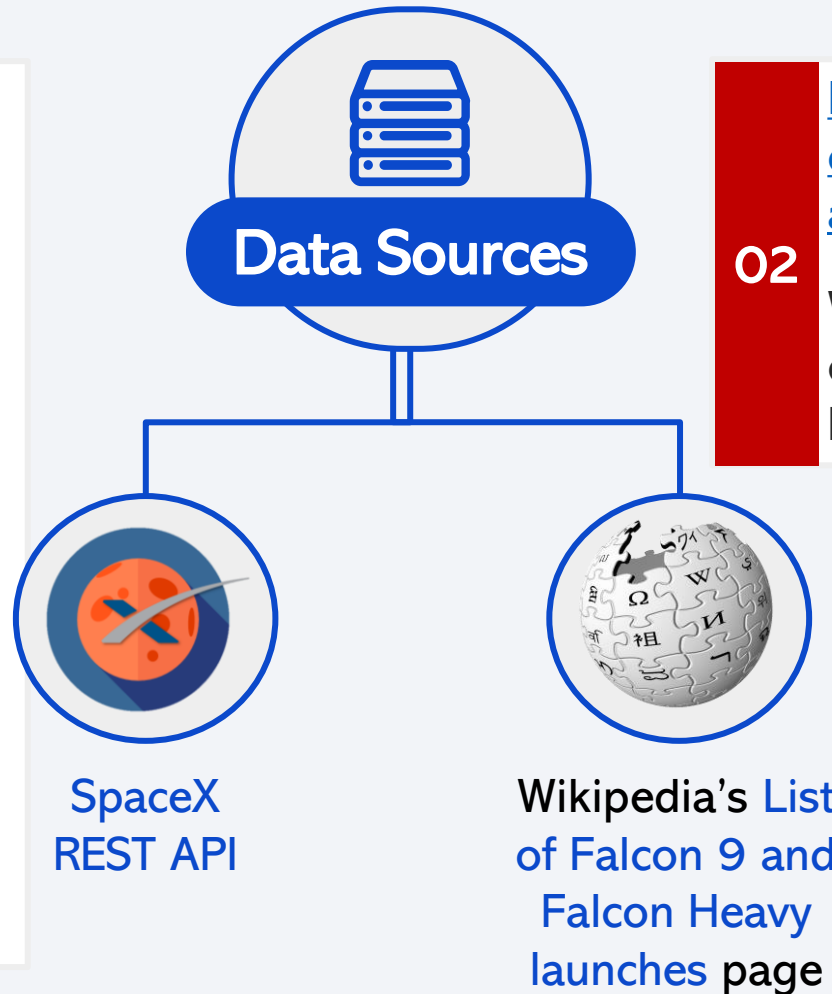 Data Sources
02
SpaceX
REST API
Wikipedia’s List
of Falcon 9 and
Falcon Heavy
launches page